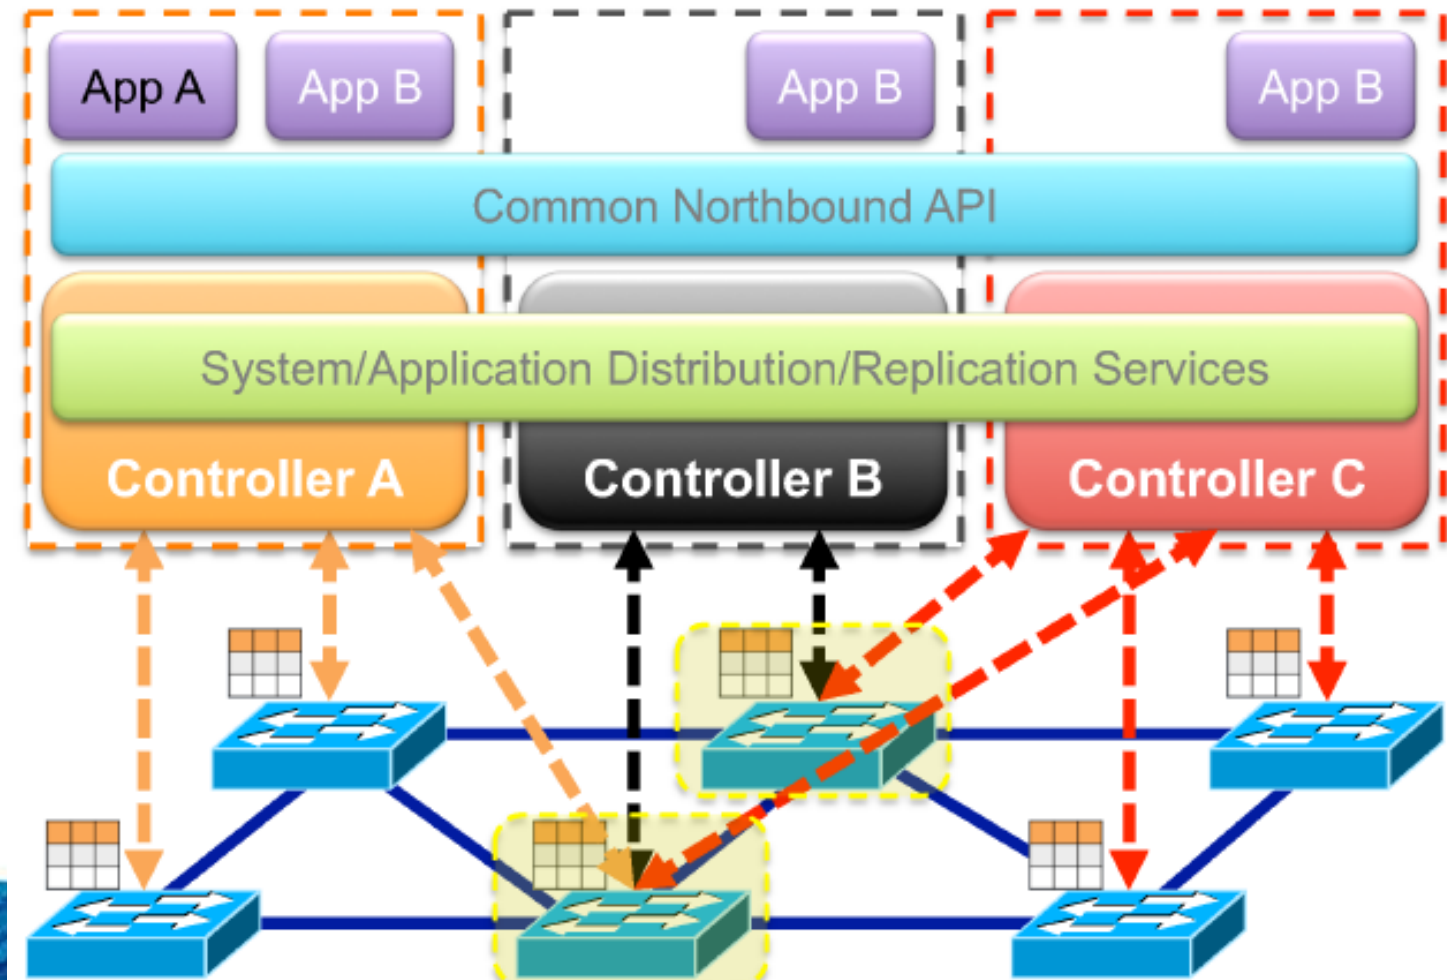 App A
App B
App B
App B
Common Northbound API
System/Application Distribution/Replication Services
Controller A
Controller B
Controller C